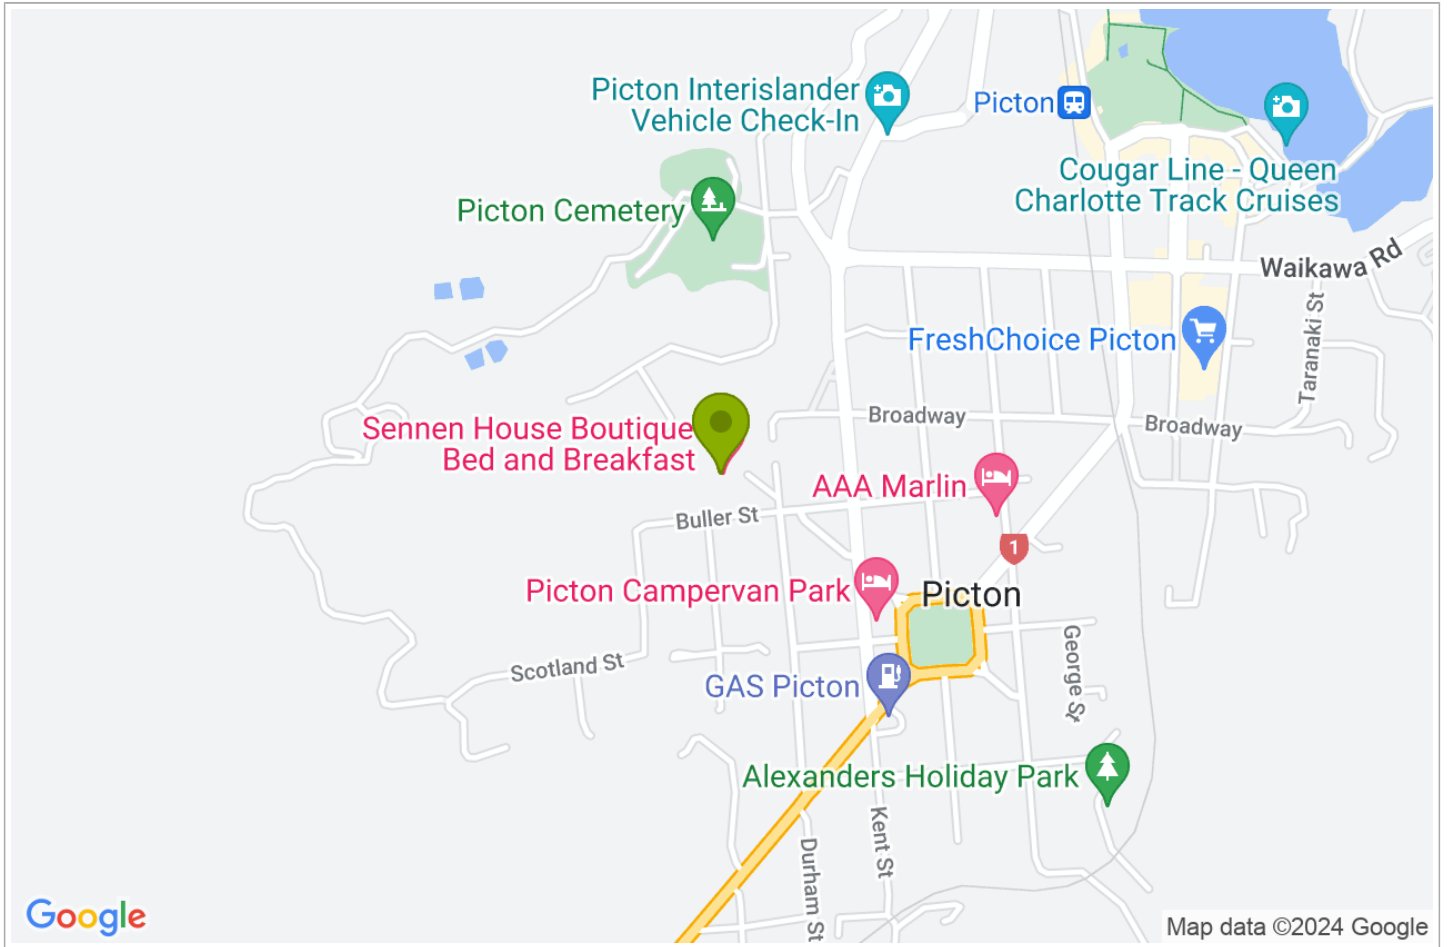 Picton Interislander
Vehicle Check-In
Picton
Cougar Line - Queen
Charlotte Track Cruises
Picton Cemetery
Waikawa Rd
Taranaki St
FreshChoice Picton
Broadway
Broadway
Sennen House Boutique
Bed and Breakfast
AAA Marlin
Buller St
1
Picton Campervan Park
Picton
George St
Scotland St
GAS Picton
Alexanders Holiday Park
Kent St
Durham St
Google
Map data ©2024 Google